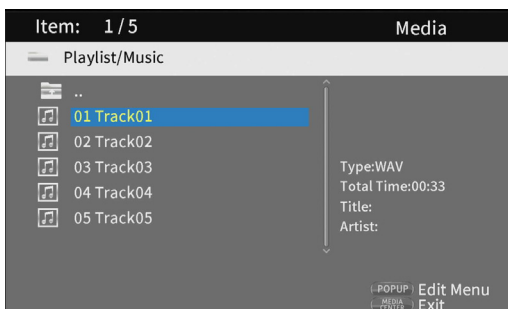 Item: 1/5 Media
Playlist/Music
..
01 Track01
02 Track02
03 Track03
04 Track04
05 Track05
Type:WAV
Total Time:00:33
Title:
Artist:
POPUP Edit Menu
MEDIA CENTER Exit